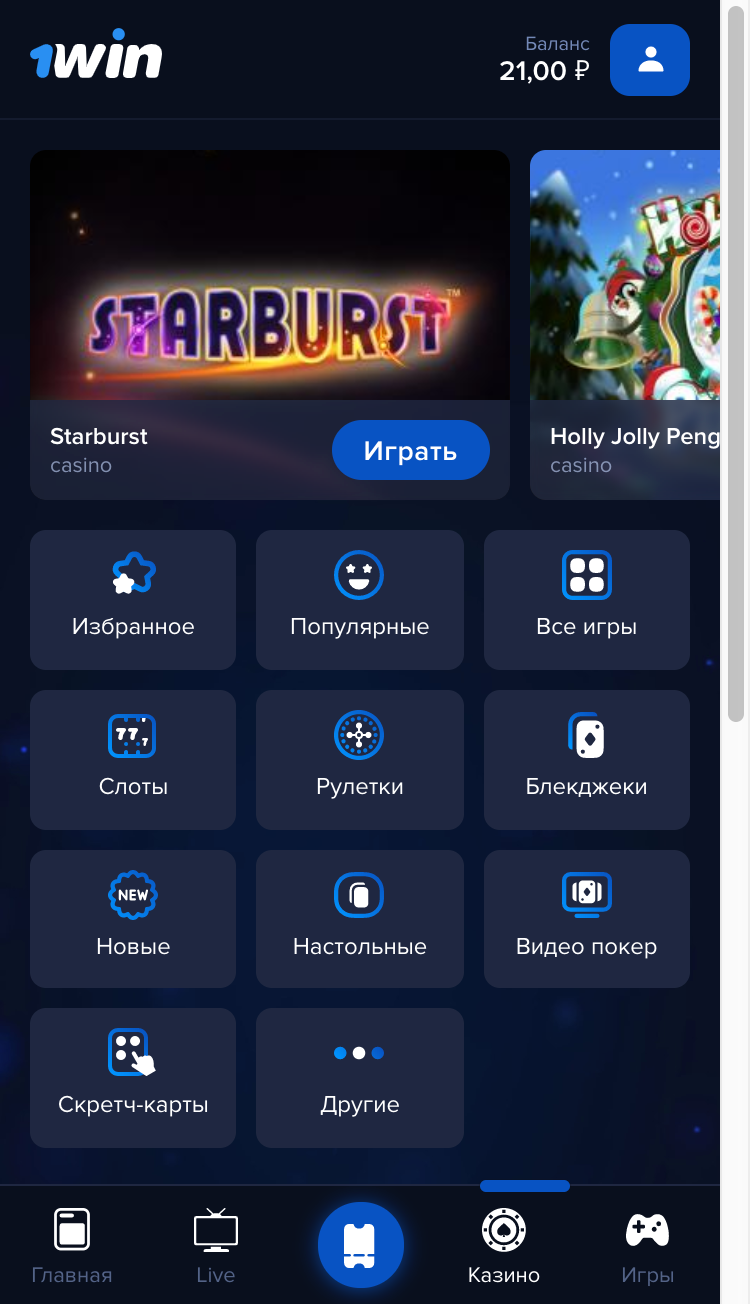 1win
Баланс
21,00 ₽
STARBURST™
Starburst
casino
Играть
Holly Jolly Peng
casino
Избранное
Популярные
Все игры
777
Слоты
Рулетки
Блекджеки
NEW
Новые
Настольные
Видео покер
Скретч-карты
Другие
Главная
Live
Казино
Игры